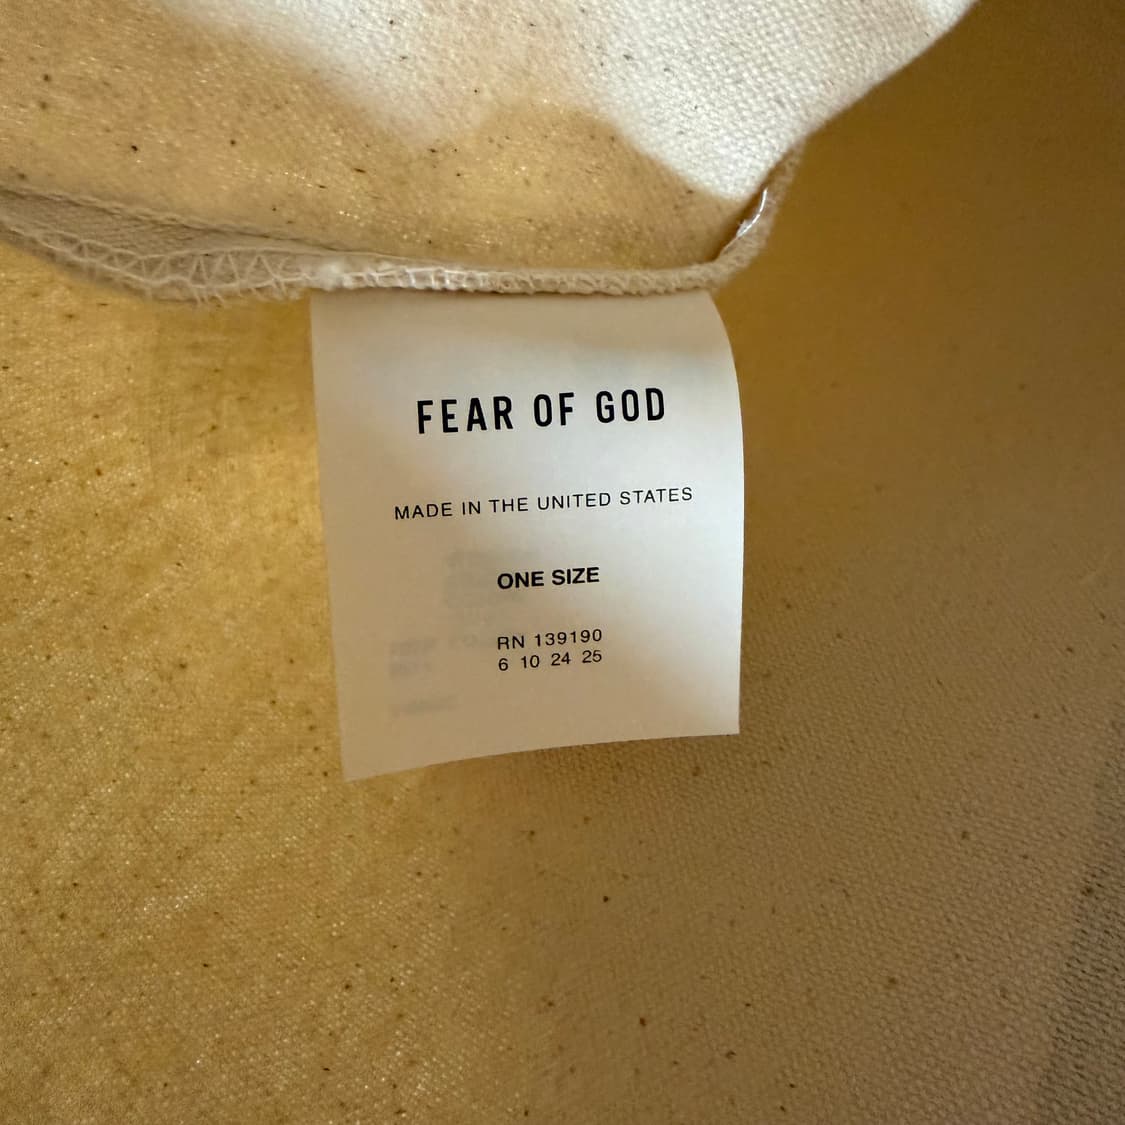 FEAR OF GOD
MADE IN THE UNITED STATES
ONE SIZE
RN 139190
6 10 24 25